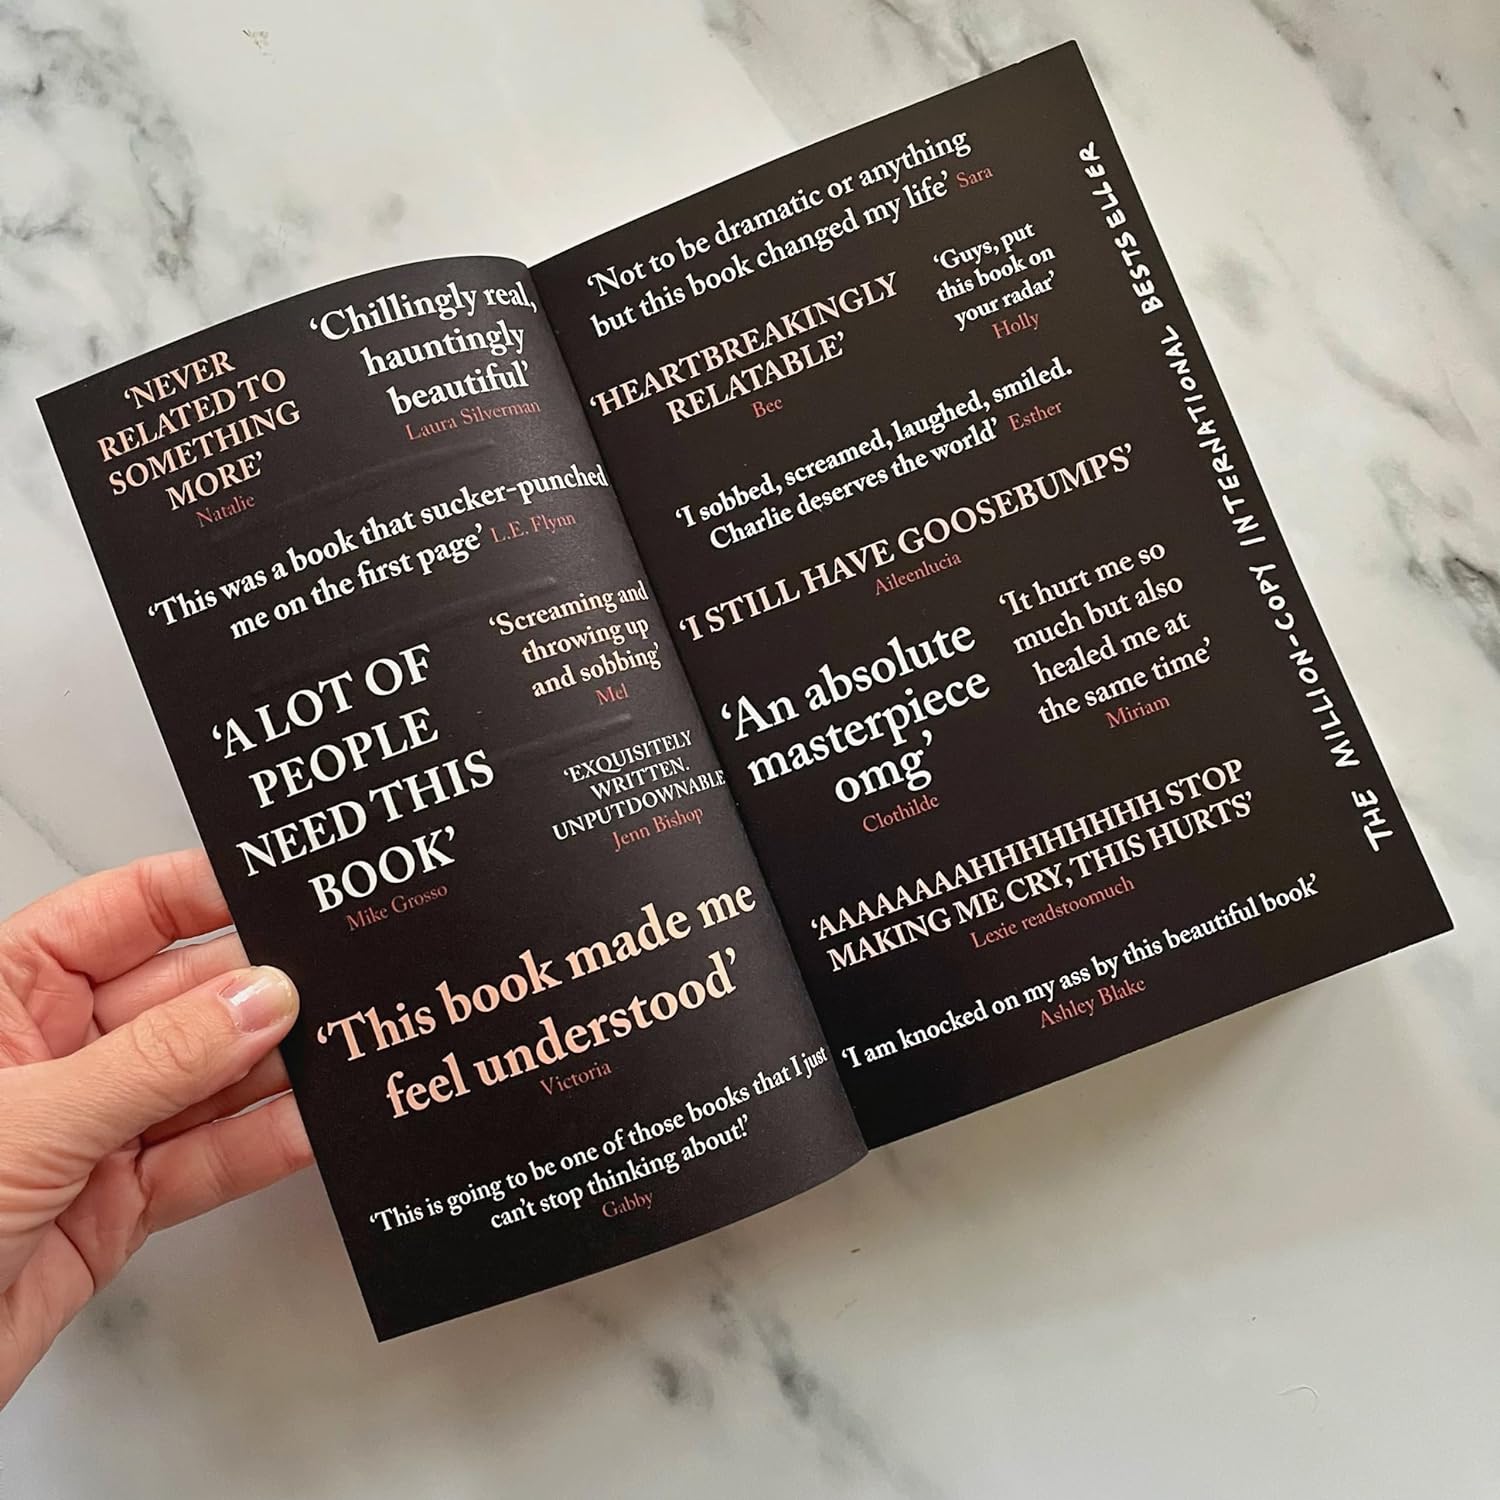 ‘NEVER
RELATED TO
SOMETHING
MORE’
Natalie
‘Chillingly real,
hauntingly
beautiful’
Laura Silverman
‘This was a book that sucker-punched
me on the first page’ L.E. Flynn
‘A LOT OF
PEOPLE
NEED THIS
BOOK’
Mike Grosso
‘Screaming and
throwing up
and sobbing’
Mel
‘EXQUISITELY
WRITTEN.
UNPUTDOWNABLE
Jenn Bishop
‘This book made me
feel understood’
Victoria
‘This is going to be one of those books that I just
can’t stop thinking about!’
Gabby
‘Not to be dramatic or anything
but this book changed my life’ Sara
‘HEARTBREAKINGLY
RELATABLE’
Bec
‘Guys, put
this book on
your radar’
Holly
‘I sobbed, screamed, laughed, smiled.
Charlie deserves the world’ Esther
‘I STILL HAVE GOOSEBUMPS’
Aileenlucia
‘An absolute
masterpiece
omg’
Clothilde
‘It hurt me so
much but also
healed me at
the same time’
Miriam
‘AAAAAAAAHHHHHHHH STOP
MAKING ME CRY, THIS HURTS’
Lexie readstoomuch
‘I am knocked on my ass by this beautiful book’
Ashley Blake
THE MILLION-COPY INTERNATIONAL BESTSELLER